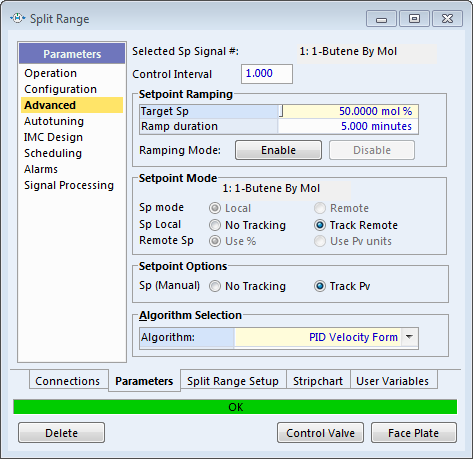 Split Range
Parameters
Operation
Configuration
Advanced
Autotuning
IMC Design
Scheduling
Alarms
Signal Processing
Selected Sp Signal #: 1: 1-Butene By Mol
Control Interval 1.000
Setpoint Ramping
Target Sp 50.0000 mol %
Ramp duration 5.000 minutes
Ramping Mode: Enable Disable
Setpoint Mode
1: 1-Butene By Mol
Sp mode Local Remote
Sp Local No Tracking Track Remote
Remote Sp Use % Use Pv units
Setpoint Options
Sp (Manual) No Tracking Track Pv
Algorithm Selection
Algorithm: PID Velocity Form
Connections Parameters Split Range Setup Stripchart User Variables
OK
Delete Control Valve Face Plate